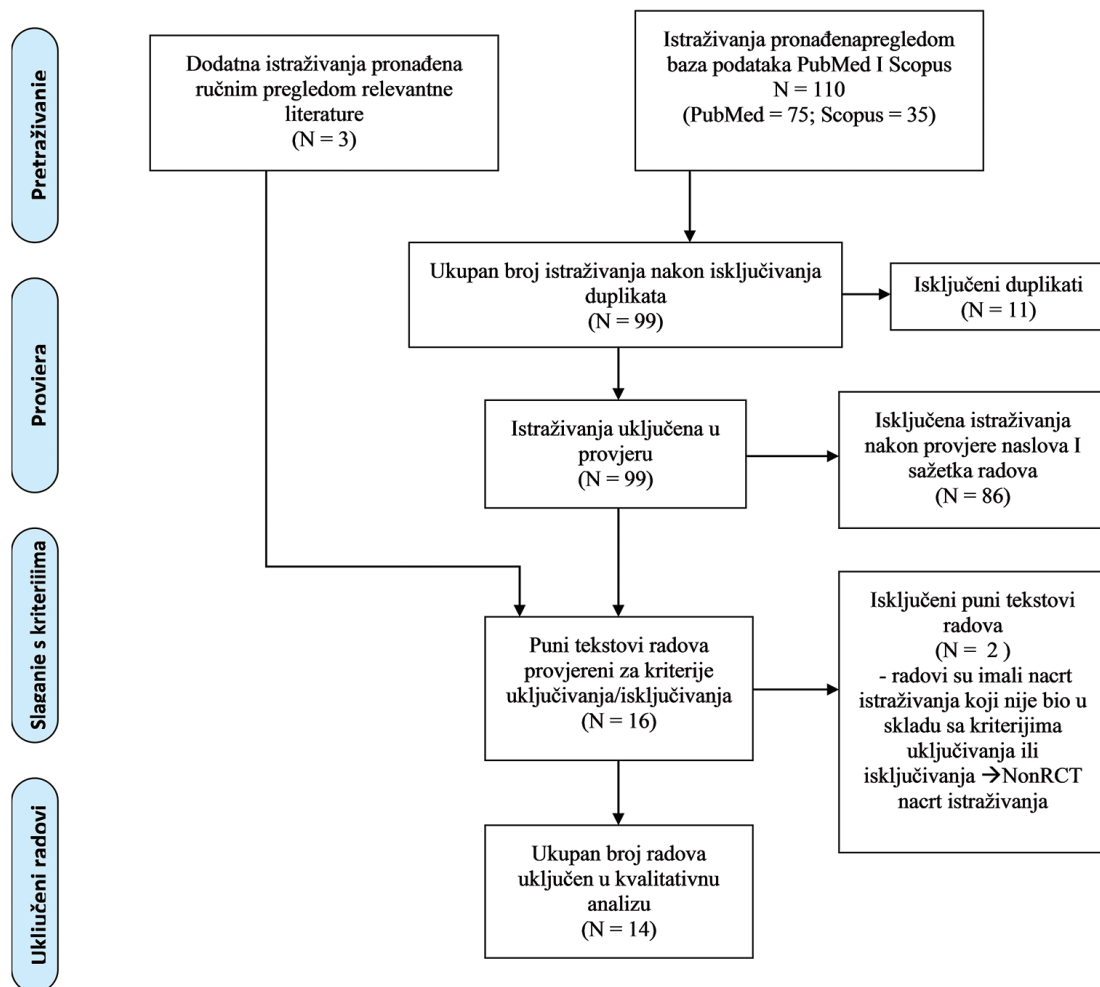 Pretraživanje
Dodatna istraživanja pronađena
ručnim pregledom relevantne
literature
(N = 3)
Istraživanja pronađenapregledom
baza podataka PubMed I Scopus
N = 110
(PubMed = 75; Scopus = 35)
Ukupan broj istraživanja nakon isključivanja
duplikata
(N = 99)
Isključeni duplikati
(N = 11)
Proviera
Istraživanja uključena u
provjeru
(N = 99)
Isključena istraživanja
nakon provjere naslova I
sažetka radova
(N = 86)
Slaganie s kriteriiima
Puni tekstovi radova
provjereni za kriterije
uključivanja/isključivanja
(N = 16)
Isključeni puni tekstovi
radova
(N =  2 )
- radovi su imali nacrt
istraživanja koji nije bio u
skladu sa kriterijima
uključivanja ili
isključivanja →NonRCT
nacrt istraživanja
Ukliučeni radovi
Ukupan broj radova
uključen u kvalitativnu
analizu
(N = 14)